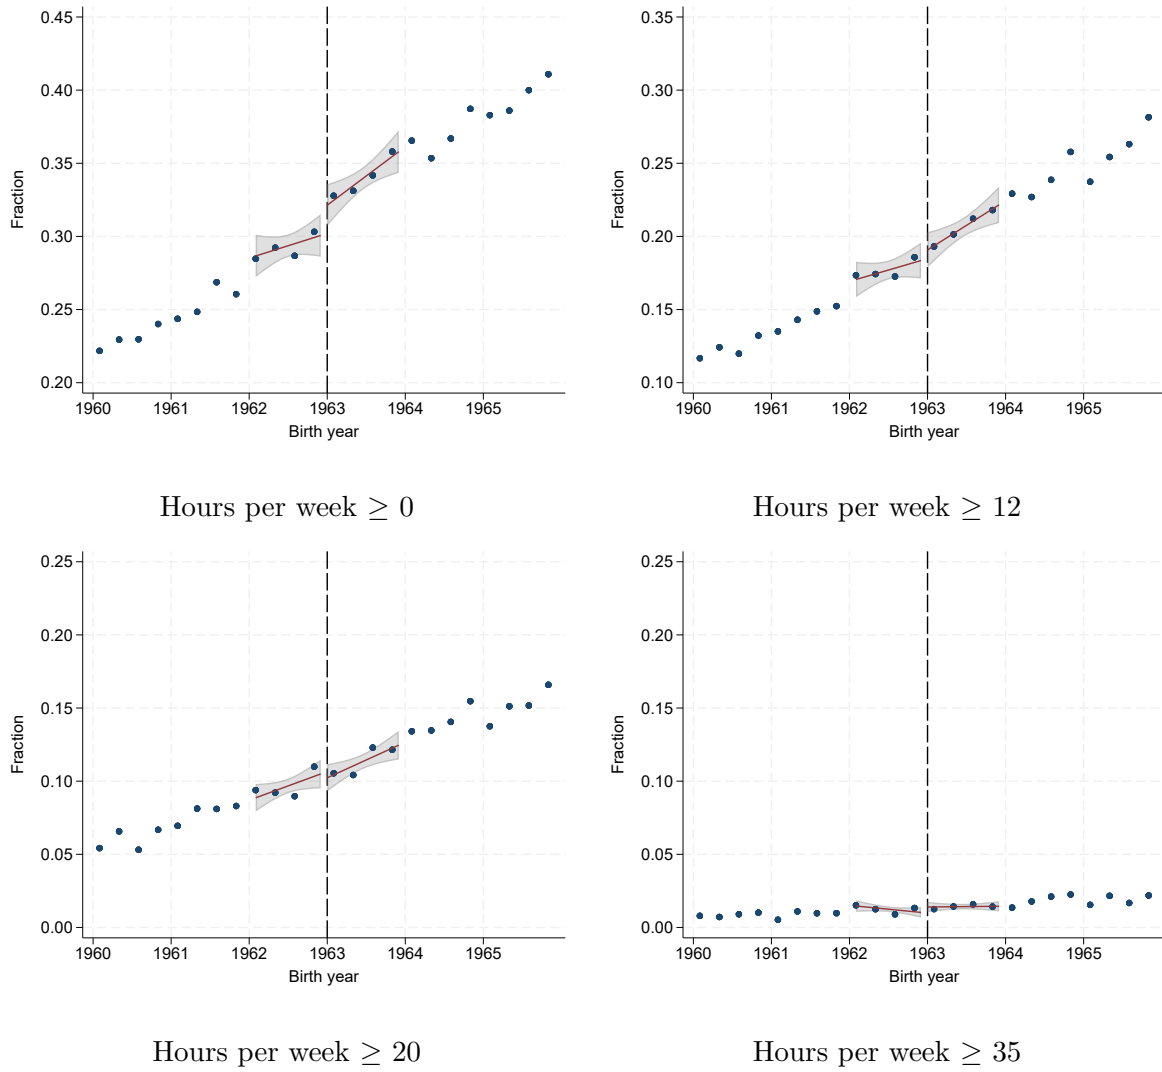 0.45
0.40
0.35
0.30
0.25
0.20
Fraction
1960 1961 1962 1963 1964 1965
Birth year
Hours per week ≥ 0
0.35
0.30
0.25
0.20
0.15
0.10
Fraction
1960 1961 1962 1963 1964 1965
Birth year
Hours per week ≥ 12
0.25
0.20
0.15
0.10
0.05
0.00
Fraction
1960 1961 1962 1963 1964 1965
Birth year
Hours per week ≥ 20
0.25
0.20
0.15
0.10
0.05
0.00
Fraction
1960 1961 1962 1963 1964 1965
Birth year
Hours per week ≥ 35